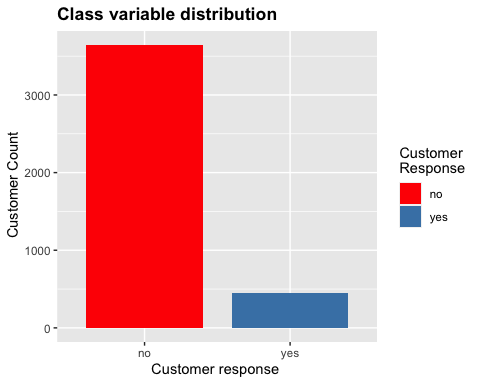 Class variable distribution
Customer Count
3000
2000
1000
0
no
yes
Customer response
Customer
Response
no
yes